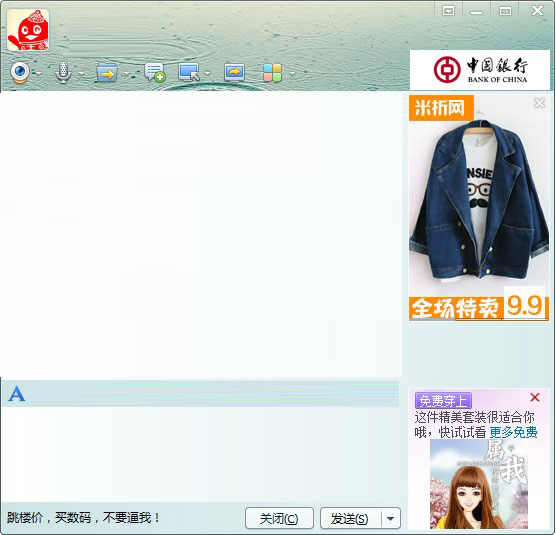 中国银行
BANK OF CHINA
米折网
NSIE
全场特卖9.9
A
免费穿上
这件精美套装很适合你
哦，快试试看 更多免费
属
我
跳楼价，买数码，不要逼我！
关闭(C)
发送(S)